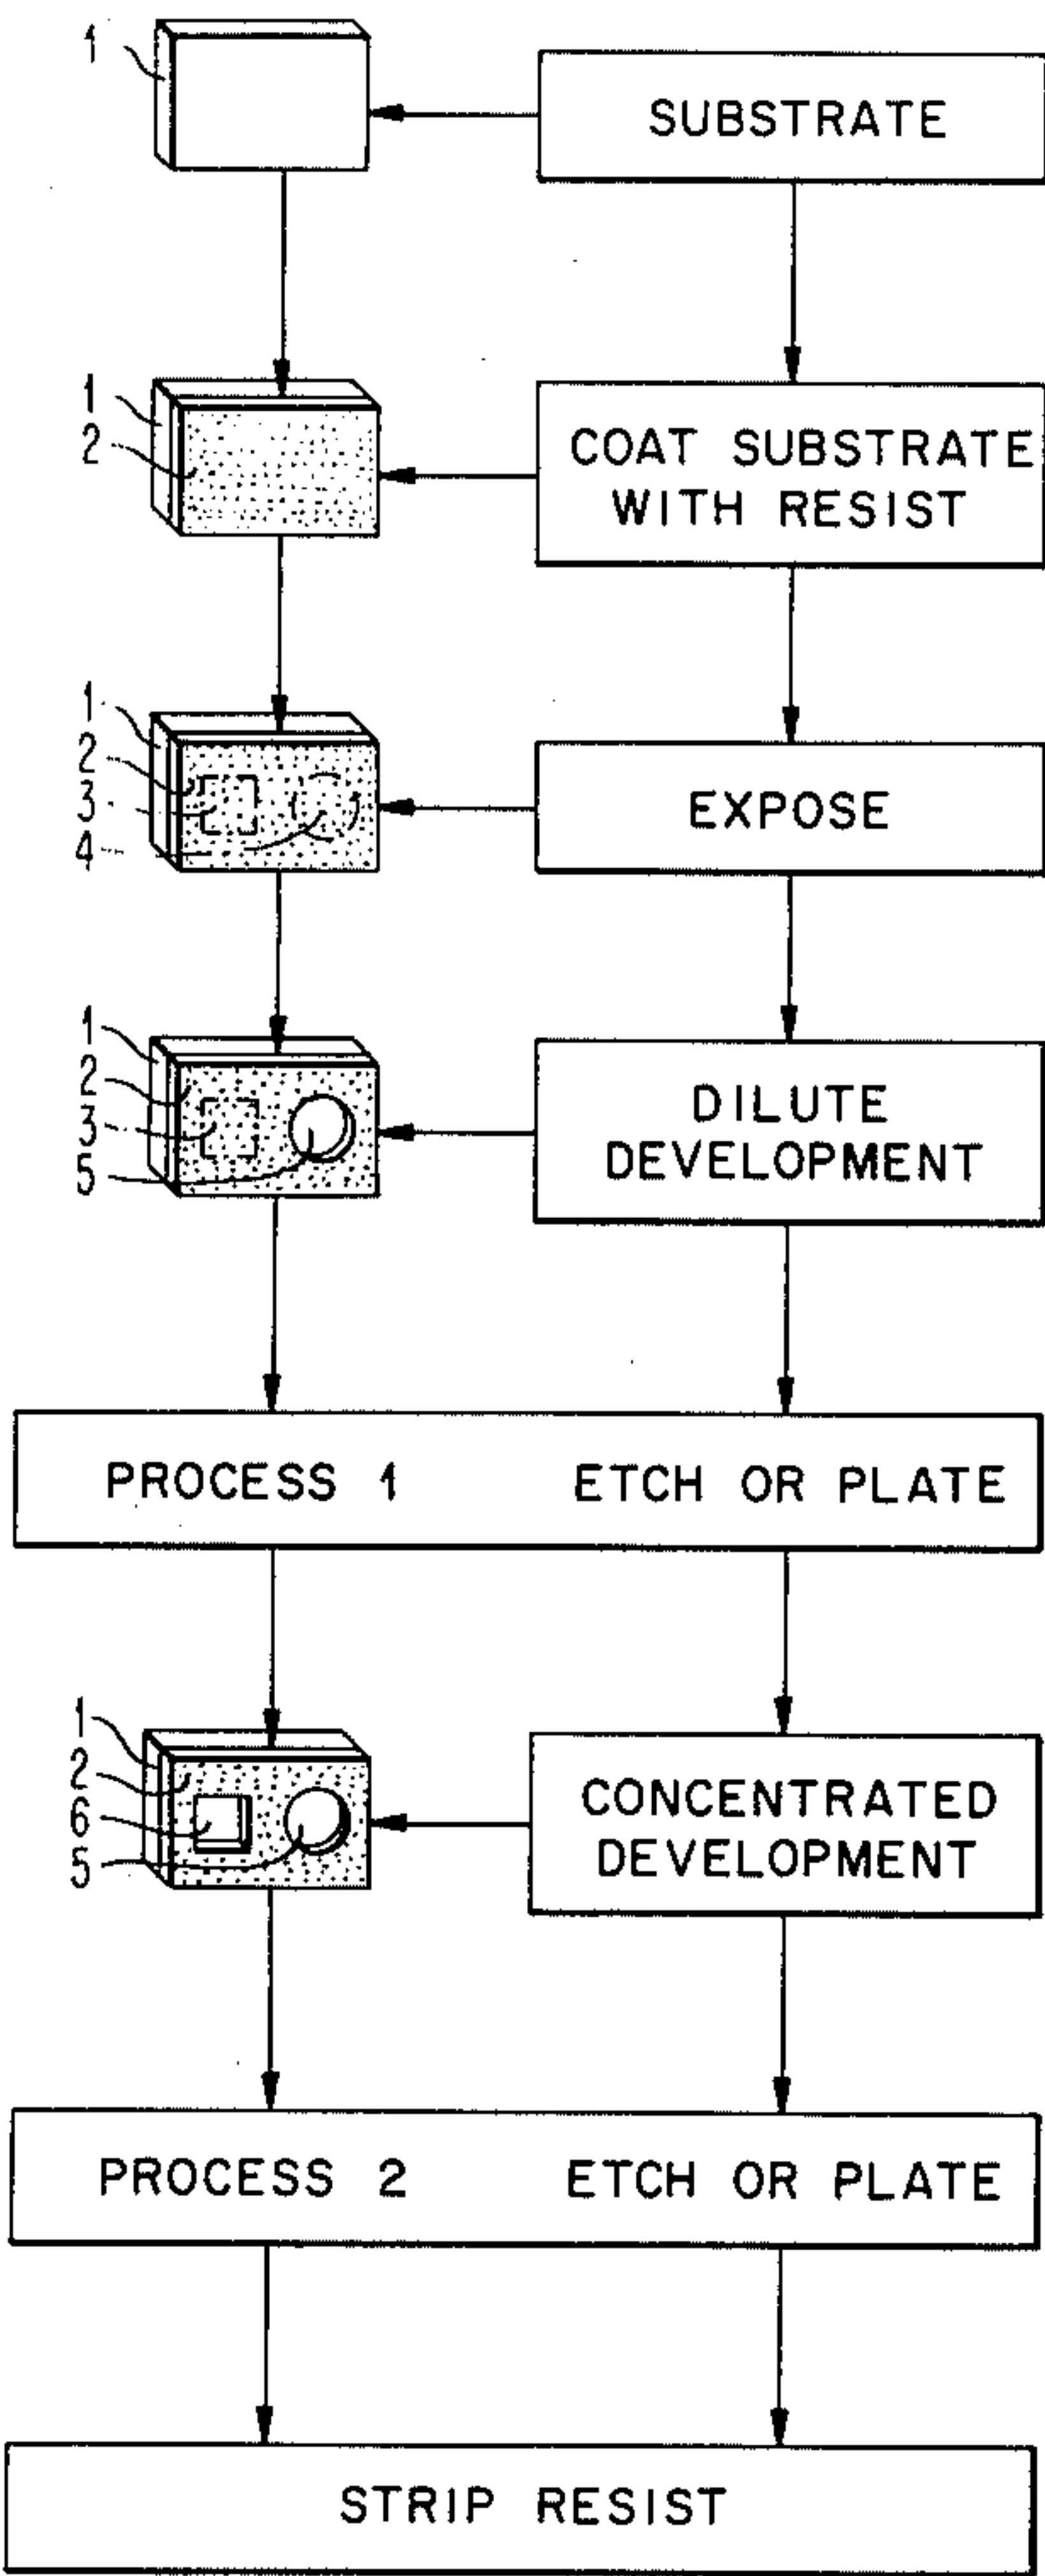 1
SUBSTRATE
1
2
COAT SUBSTRATE
WITH RESIST
1
2
3
4
EXPOSE
1
2
3
5
DILUTE
DEVELOPMENT
PROCESS 1 ETCH OR PLATE
1
2
6
5
CONCENTRATED
DEVELOPMENT
PROCESS 2 ETCH OR PLATE
STRIP RESIST